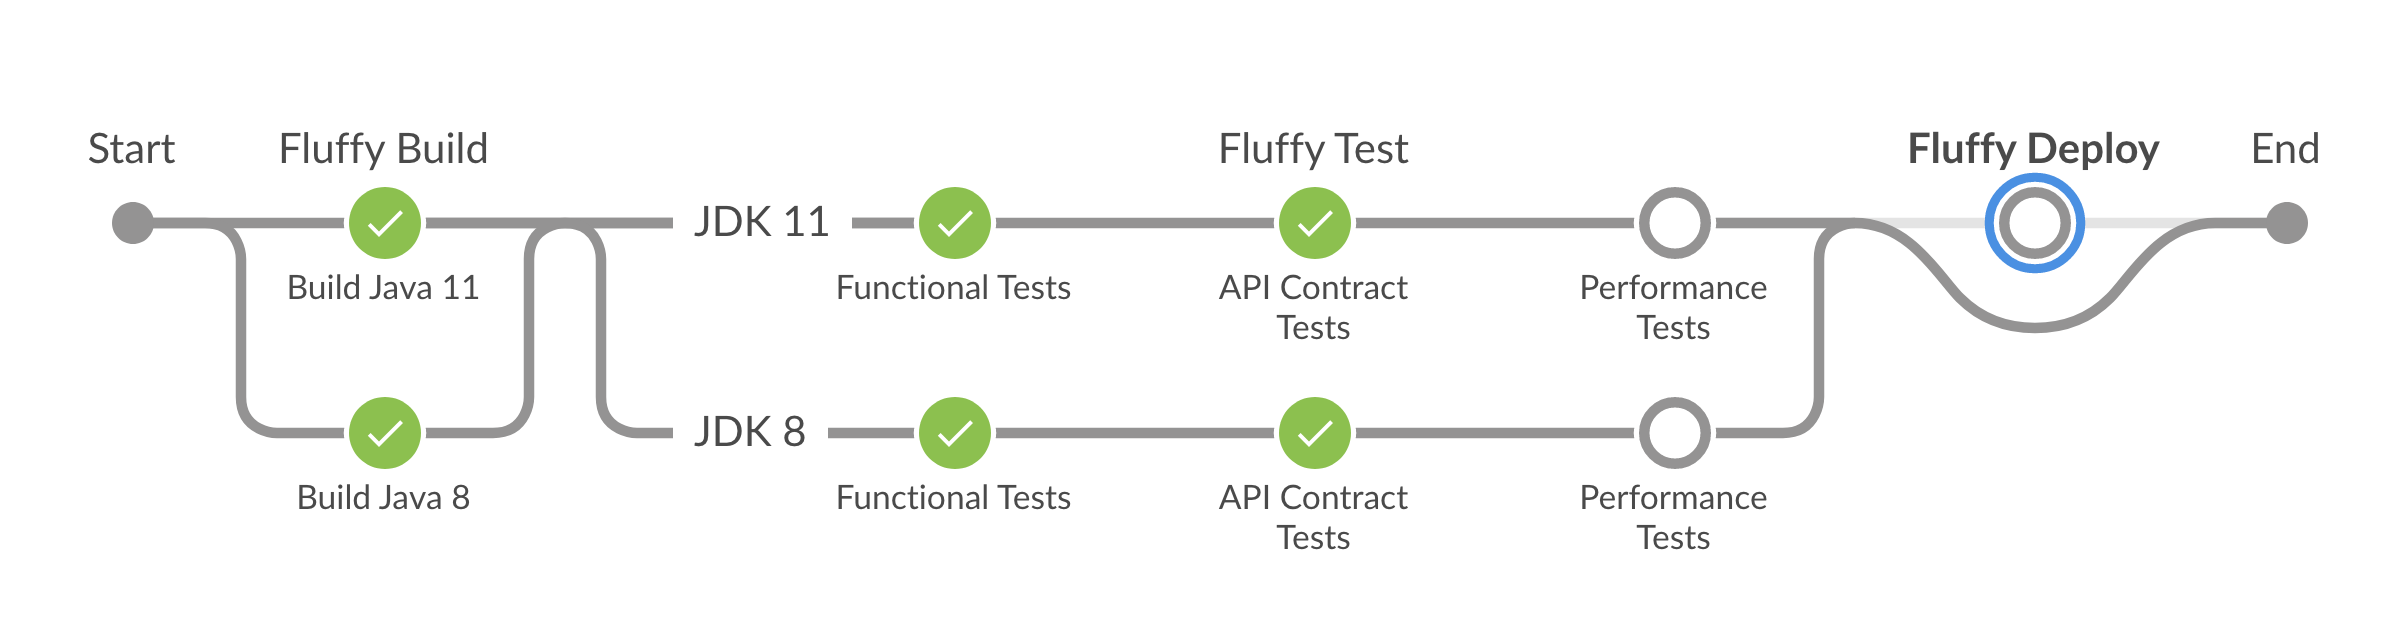 Start
Fluffy Build
Fluffy Test
Fluffy Deploy
End
JDK 11
Build Java 11
Functional Tests
API Contract
Tests
Performance
Tests
JDK 8
Build Java 8
Functional Tests
API Contract
Tests
Performance
Tests